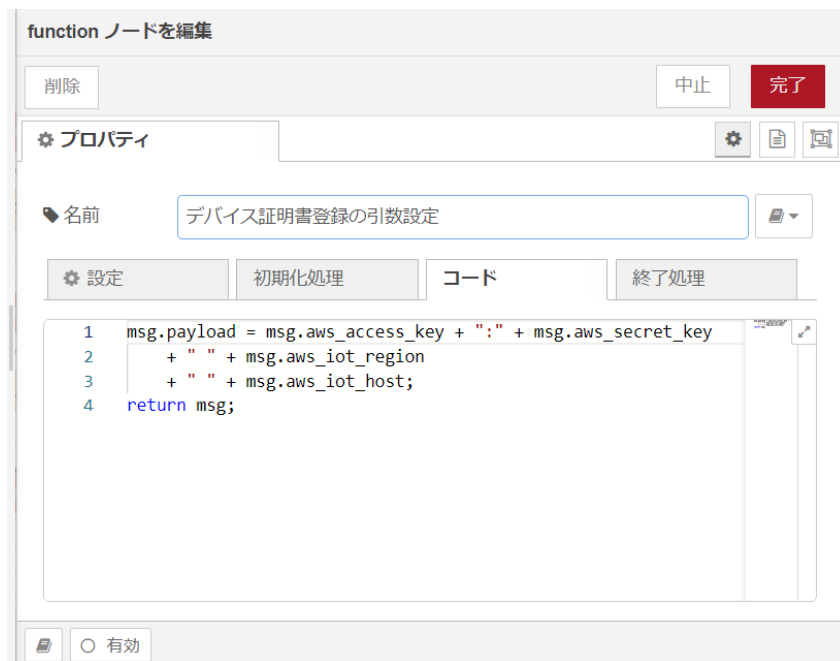 function ノードを編集
削除
中止
完了
プロパティ
名前
デバイス証明書登録の引数設定
設定
初期化処理
コード
終了処理
1 msg.payload = msg.aws_access_key + ":" + msg.aws_secret_key
2 + " " + msg.aws_iot_region
3 + " " + msg.aws_iot_host;
4 return msg;
有効